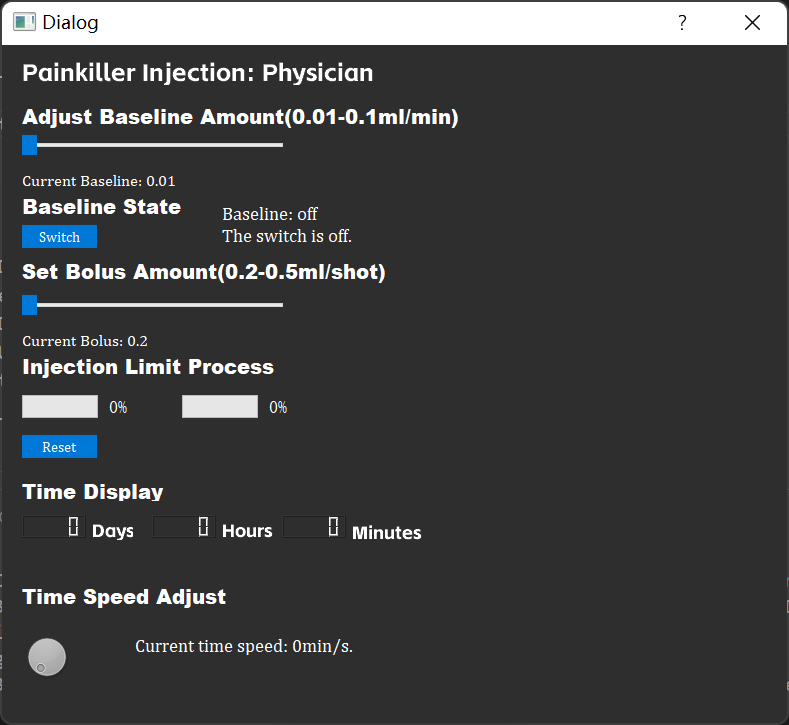 Dialog ?
Painkiller Injection: Physician
Adjust Baseline Amount(0.01-0.1ml/min)
Current Baseline: 0.01
Baseline State
Baseline: off
Switch
The switch is off.
Set Bolus Amount(0.2-0.5ml/shot)
Current Bolus: 0.2
Injection Limit Process
0% 0%
Reset
Time Display
0 Days 0 Hours 0 Minutes
Time Speed Adjust
Current time speed: 0min/s.